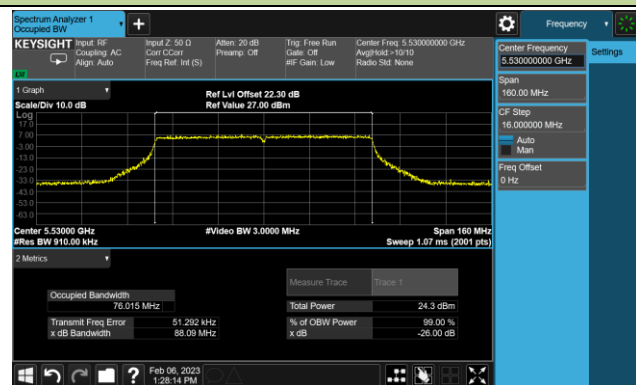 Spectrum Analyzer 1
Occupied BW
+
Frequency
KEYSIGHT
Input: RF
Coupling: AC
Align: Auto
Input Z: 50 Ω
Corr CCorr
Freq Ref: Int (S)
Atten: 20 dB
Preamp: Off
Trig: Free Run
Gate: Off
#IF Gain: Low
Center Freq: 5.530000000 GHz
Avg|Hold:>10/10
Radio Std: None
Center Frequency
5.530000000 GHz
Settings
Span
160.00 MHz
CF Step
16.000000 MHz
Auto
Man
Freq Offset
0 Hz
1 Graph
Scale/Div 10.0 dB
Ref Lvl Offset 22.30 dB
Ref Value 27.00 dBm
Log
17.0
7.00
-3.00
-13.0
-23.0
-33.0
-43.0
-53.0
-63.0
Center 5.53000 GHz
#Res BW 910.00 kHz
#Video BW 3.0000 MHz
Span 160 MHz
Sweep 1.07 ms (2001 pts)
2 Metrics
Measure Trace
Trace 1
Occupied Bandwidth
76.015 MHz
Total Power
24.3 dBm
Transmit Freq Error
51.292 kHz
% of OBW Power
99.00 %
x dB Bandwidth
88.09 MHz
x dB
-26.00 dB
?
Feb 06, 2023
1:28:14 PM